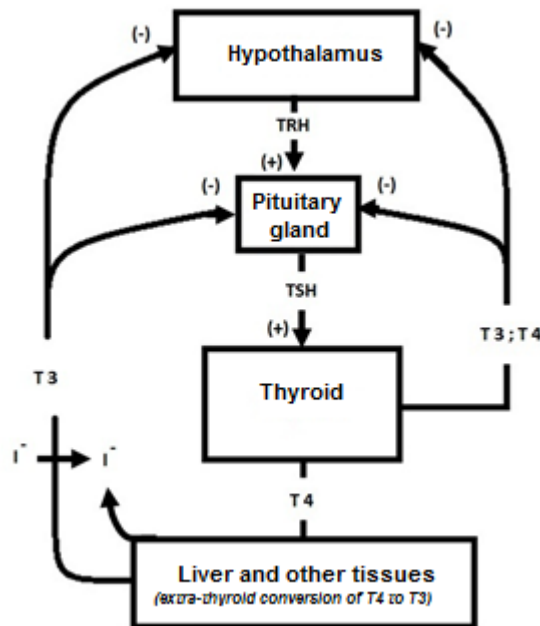 (-)
(-)
Hypothalamus
TRH
(+)
(-)
(-)
Pituitary
gland
TSH
(+)
T3 ; T4
Thyroid
T3
I⁻
I⁻
T4
Liver and other tissues
(extra-thyroid conversion of T4 to T3)